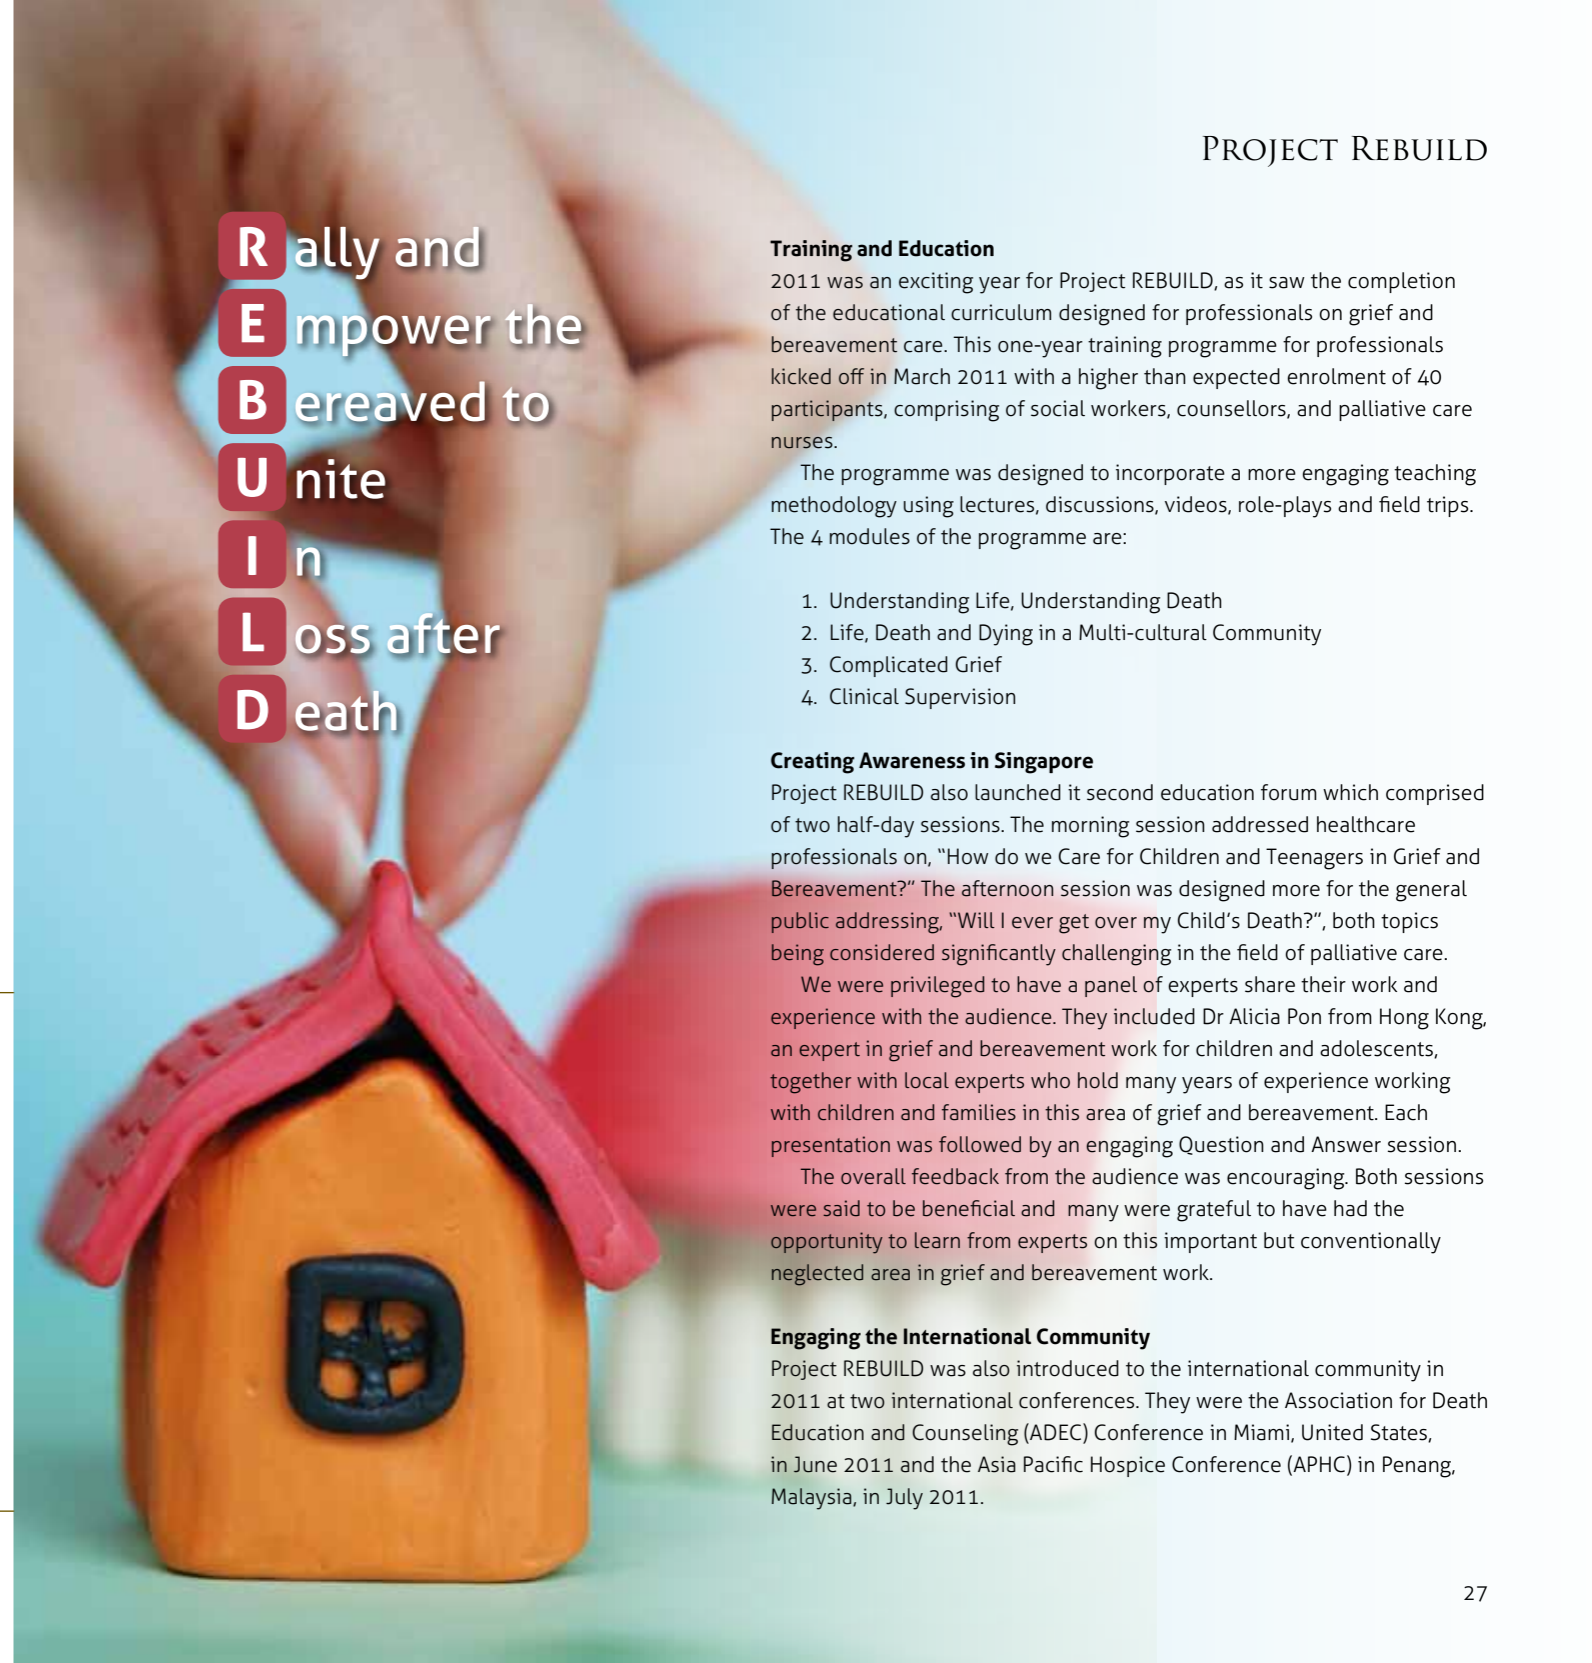 PROJECT REBUILD
Rally and
Empower the
Bereaved to
Unite
In
Loss after
Death
Training and Education
2011 was an exciting year for Project REBUILD, as it saw the completion
of the educational curriculum designed for professionals on grief and
bereavement care. This one-year training programme for professionals
kicked off in March 2011 with a higher than expected enrolment of 40
participants, comprising of social workers, counsellors, and palliative care
nurses.
The programme was designed to incorporate a more engaging teaching
methodology using lectures, discussions, videos, role-plays and field trips.
The 4 modules of the programme are:
1. Understanding Life, Understanding Death
2. Life, Death and Dying in a Multi-cultural Community
3. Complicated Grief
4. Clinical Supervision
Creating Awareness in Singapore
Project REBUILD also launched it second education forum which comprised
of two half-day sessions. The morning session addressed healthcare
professionals on, “How do we Care for Children and Teenagers in Grief and
Bereavement?” The afternoon session was designed more for the general
public addressing, “Will I ever get over my Child’s Death?”, both topics
being considered significantly challenging in the field of palliative care.
We were privileged to have a panel of experts share their work and
experience with the audience. They included Dr Alicia Pon from Hong Kong,
an expert in grief and bereavement work for children and adolescents,
together with local experts who hold many years of experience working
with children and families in this area of grief and bereavement. Each
presentation was followed by an engaging Question and Answer session.
The overall feedback from the audience was encouraging. Both sessions
were said to be beneficial and many were grateful to have had the
opportunity to learn from experts on this important but conventionally
neglected area in grief and bereavement work.
Engaging the International Community
Project REBUILD was also introduced to the international community in
2011 at two international conferences. They were the Association for Death
Education and Counseling (ADEC) Conference in Miami, United States,
in June 2011 and the Asia Pacific Hospice Conference (APHC) in Penang,
Malaysia, in July 2011.
27